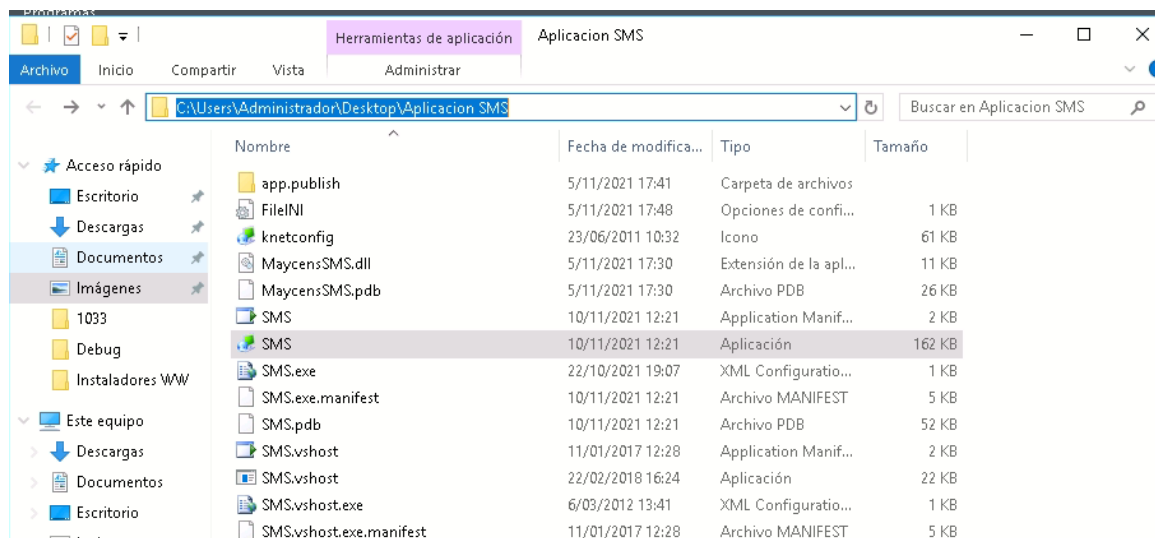 Programas
Herramientas de aplicación
Aplicacion SMS
Archivo
Inicio
Compartir
Vista
Administrar
C:\Users\Administrador\Desktop\Aplicacion SMS
Buscar en Aplicacion SMS
Nombre
Fecha de modifica...
Tipo
Tamaño
Acceso rápido
Escritorio
Descargas
Documentos
Imágenes
1033
Debug
Instaladores WW
Este equipo
Descargas
Documentos
Escritorio
app.publish 5/11/2021 17:41 Carpeta de archivos
FileINI 5/11/2021 17:48 Opciones de confi... 1 KB
knetconfig 23/06/2011 10:32 Icono 61 KB
MaycensSMS.dll 5/11/2021 17:30 Extensión de la apl... 11 KB
MaycensSMS.pdb 5/11/2021 17:30 Archivo PDB 26 KB
SMS 10/11/2021 12:21 Application Manif... 2 KB
SMS 10/11/2021 12:21 Aplicación 162 KB
SMS.exe 22/10/2021 19:07 XML Configuratio... 1 KB
SMS.exe.manifest 10/11/2021 12:21 Archivo MANIFEST 5 KB
SMS.pdb 10/11/2021 12:21 Archivo PDB 52 KB
SMS.vshost 11/01/2017 12:28 Application Manif... 2 KB
SMS.vshost 22/02/2018 16:24 Aplicación 22 KB
SMS.vshost.exe 6/03/2012 13:41 XML Configuratio... 1 KB
SMS.vshost.exe.manifest 11/01/2017 12:28 Archivo MANIFEST 5 KB